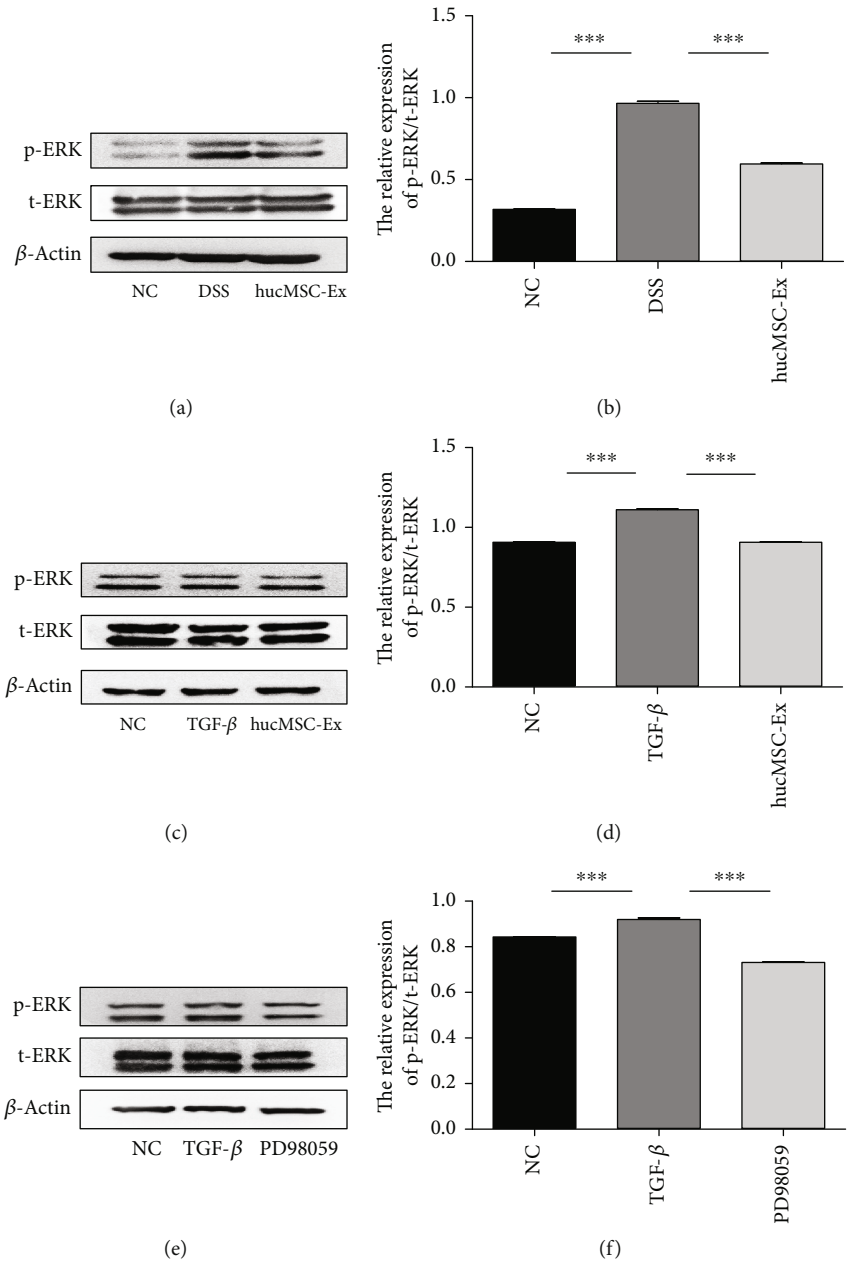 p-ERK
t-ERK
β-Actin
NC DSS hucMSC-Ex
(a)
The relative expression
of p-ERK/t-ERK
1.5
1.0
0.5
0.0
***
***
NC
DSS
hucMSC-Ex
(b)
p-ERK
t-ERK
β-Actin
NC TGF-β hucMSC-Ex
(c)
The relative expression
of p-ERK/t-ERK
1.5
1.0
0.5
0.0
***
***
NC
TGF-β
hucMSC-Ex
(d)
p-ERK
t-ERK
β-Actin
NC TGF-β PD98059
(e)
The relative expression
of p-ERK/t-ERK
1.0
0.8
0.6
0.4
0.2
0.0
***
***
NC
TGF-β
PD98059
(f)